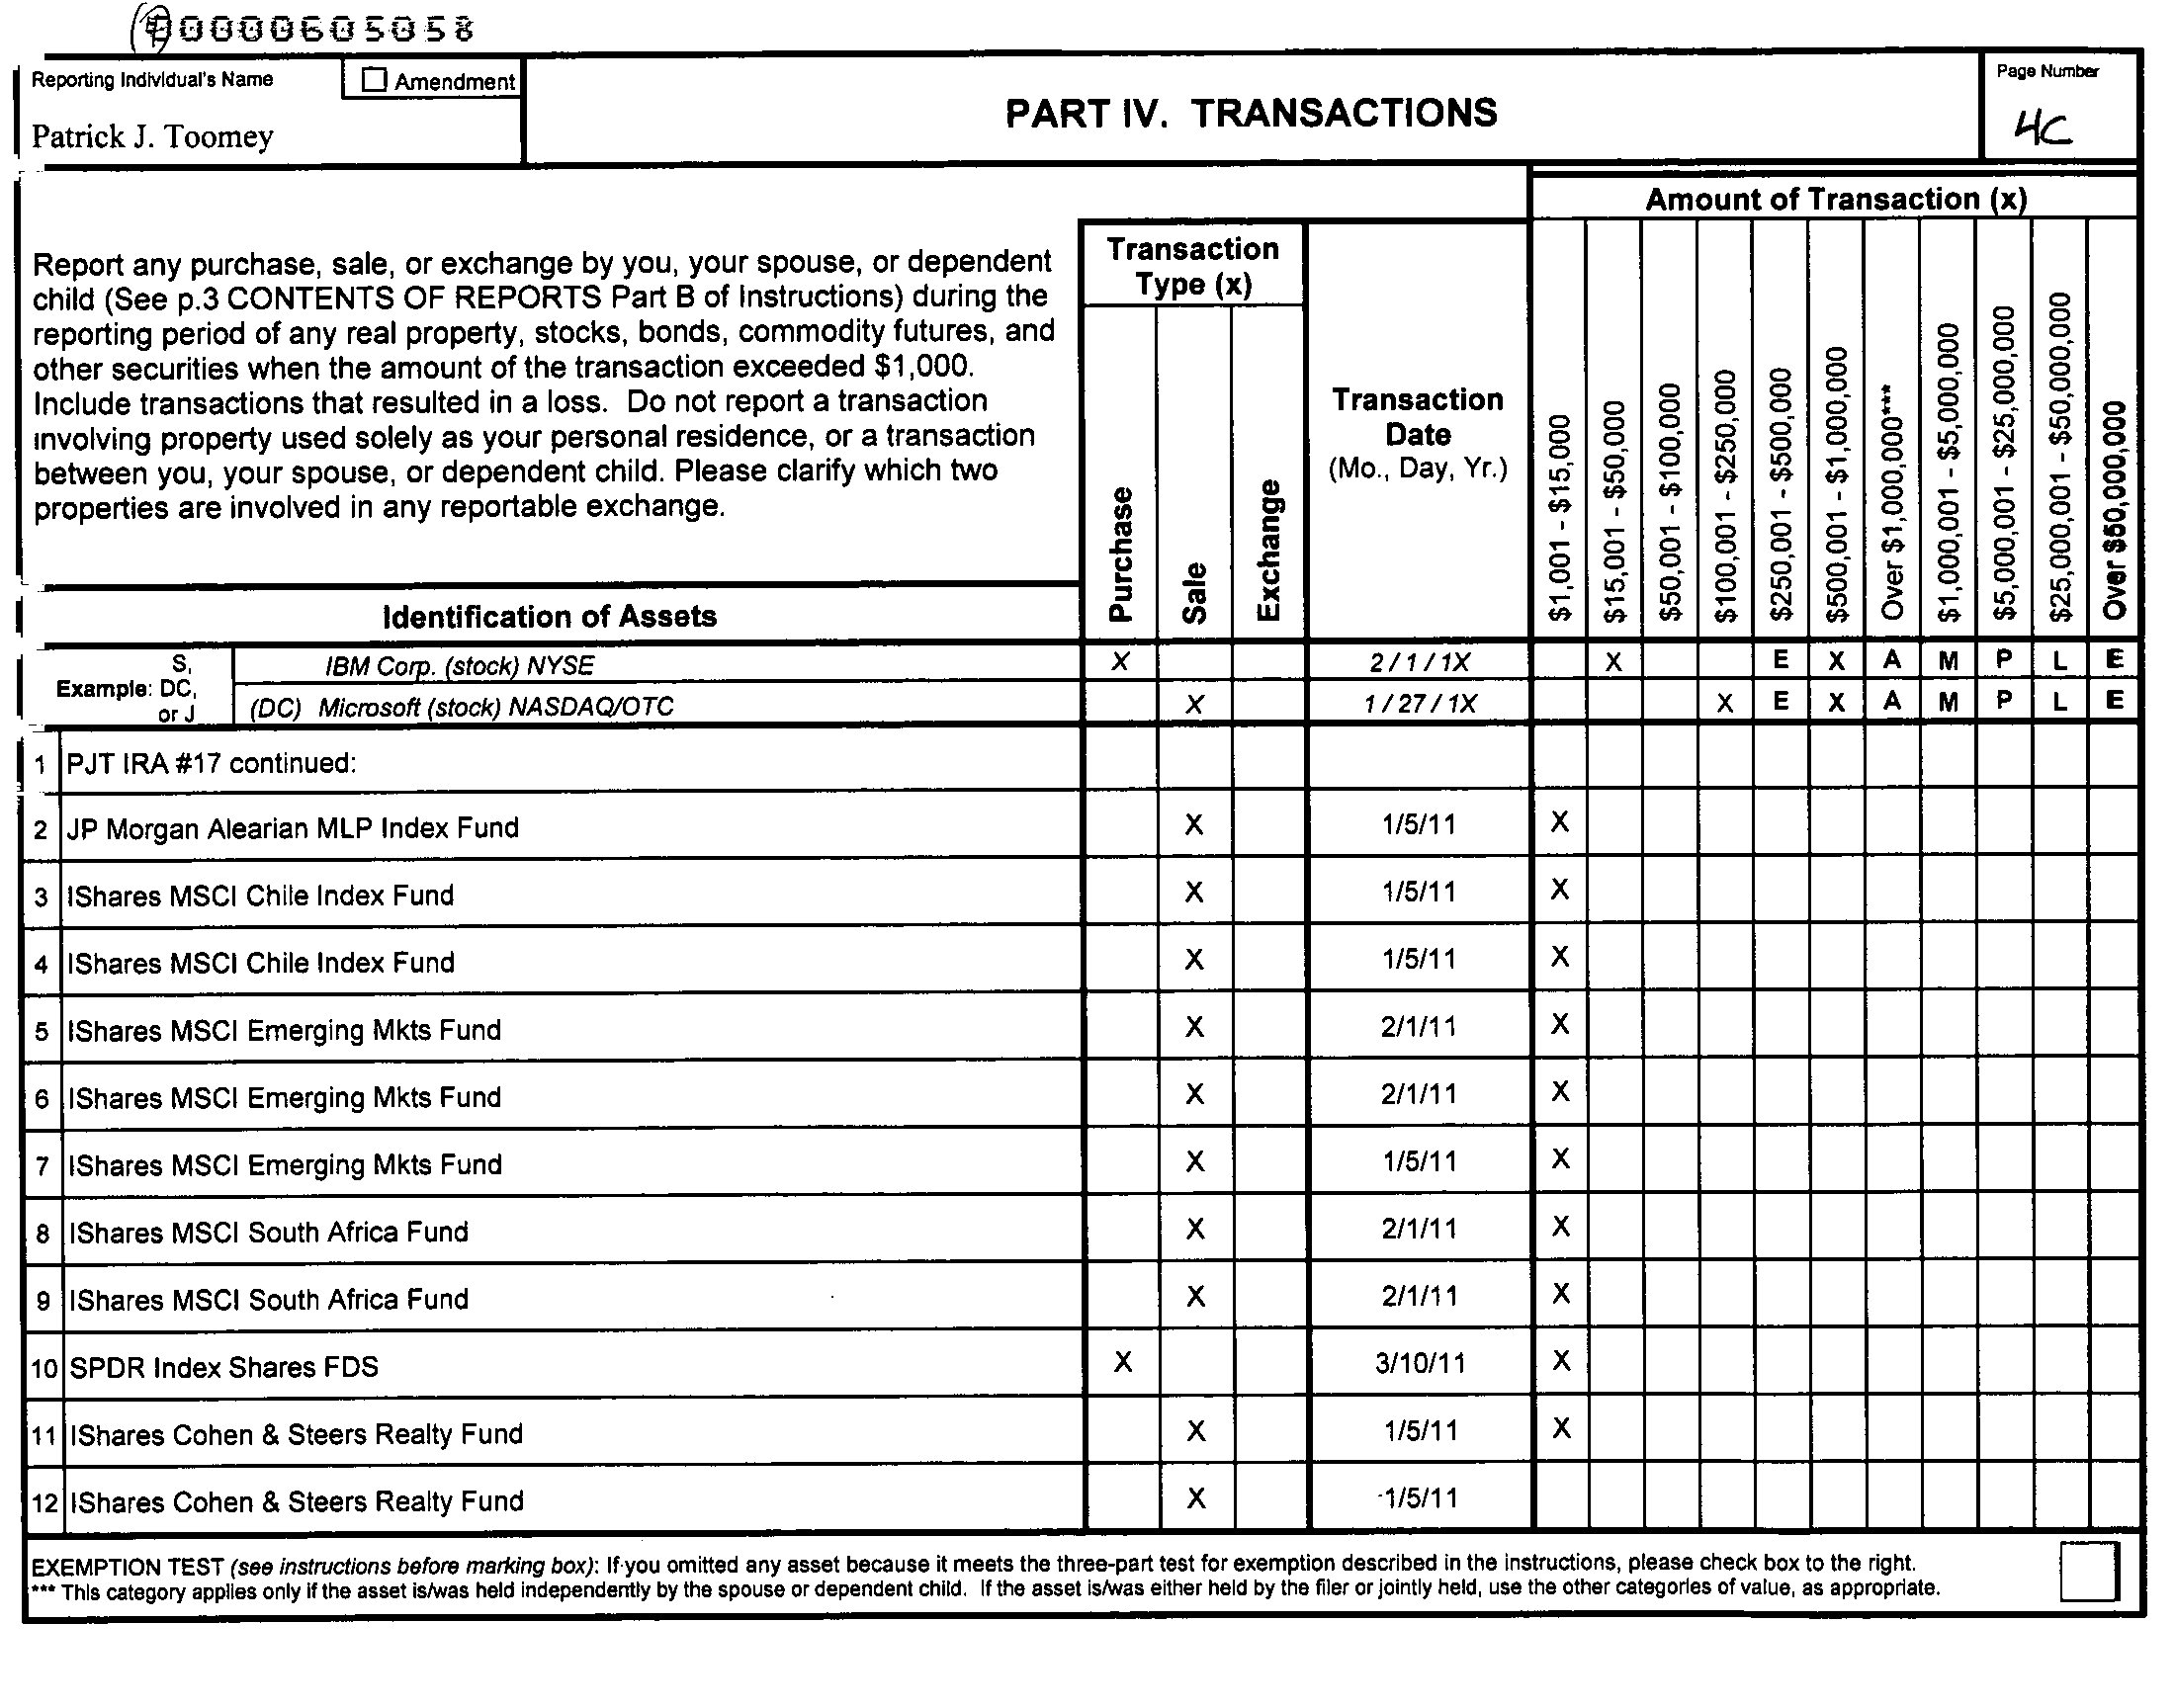 00000605058
Reporting Individual's Name
Amendment
Patrick J. Toomey
PART IV. TRANSACTIONS
Page Number
4C
Report any purchase, sale, or exchange by you, your spouse, or dependent
child (See p.3 CONTENTS OF REPORTS Part B of Instructions) during the
reporting period of any real property, stocks, bonds, commodity futures, and
other securities when the amount of the transaction exceeded $1,000.
Include transactions that resulted in a loss. Do not report a transaction
involving property used solely as your personal residence, or a transaction
between you, your spouse, or dependent child. Please clarify which two
properties are involved in any reportable exchange.
Identification of Assets
Transaction
Type (x)
Purchase
Sale
Exchange
Transaction
Date
(Mo., Day, Yr.)
Amount of Transaction (x)
$1,001 - $15,000
$15,001 - $50,000
$50,001 - $100,000
$100,001 - $250,000
$250,001 - $500,000
$500,001 - $1,000,000
Over $1,000,000***
$1,000,001 - $5,000,000
$5,000,001 - $25,000,000
$25,000,001 - $50,000,000
Over $50,000,000
Example: S, DC, or J
IBM Corp. (stock) NYSE X 2 / 1 / 1X X E X A M P L E
(DC) Microsoft (stock) NASDAQ/OTC X 1 / 27 / 1X X E X A M P L E
1 PJT IRA #17 continued:
2 JP Morgan Alearian MLP Index Fund X 1/5/11 X
3 IShares MSCI Chile Index Fund X 1/5/11 X
4 IShares MSCI Chile Index Fund X 1/5/11 X
5 IShares MSCI Emerging Mkts Fund X 2/1/11 X
6 IShares MSCI Emerging Mkts Fund X 2/1/11 X
7 IShares MSCI Emerging Mkts Fund X 1/5/11 X
8 IShares MSCI South Africa Fund X 2/1/11 X
9 IShares MSCI South Africa Fund X 2/1/11 X
10 SPDR Index Shares FDS X 3/10/11 X
11 IShares Cohen & Steers Realty Fund X 1/5/11 X
12 IShares Cohen & Steers Realty Fund X 1/5/11
EXEMPTION TEST (see instructions before marking box): If you omitted any asset because it meets the three-part test for exemption described in the instructions, please check box to the right.
*** This category applies only if the asset is/was held independently by the spouse or dependent child. If the asset is/was either held by the filer or jointly held, use the other categories of value, as appropriate.